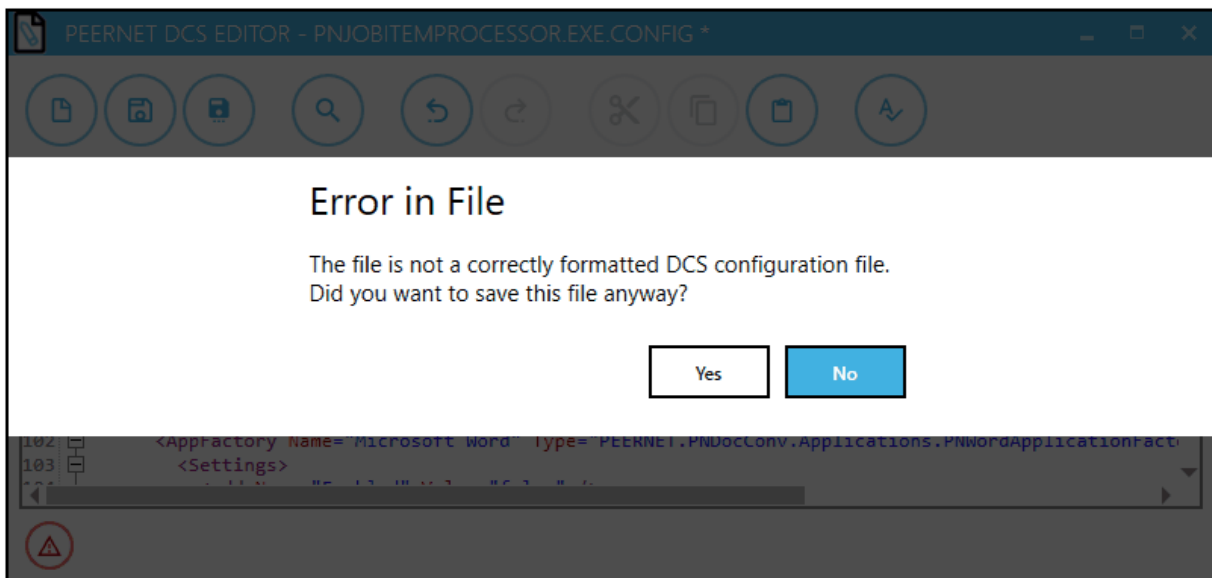 PEERNET DCS EDITOR - PNJOBITEMPROCESSOR.EXE.CONFIG *
Error in File
The file is not a correctly formatted DCS configuration file.
Did you want to save this file anyway?
Yes
No
102 <AppFactory Name="Microsoft Word" Type="PEERNET.PNDocConv.Applications.PNWordApplicationFact
103 <Settings>